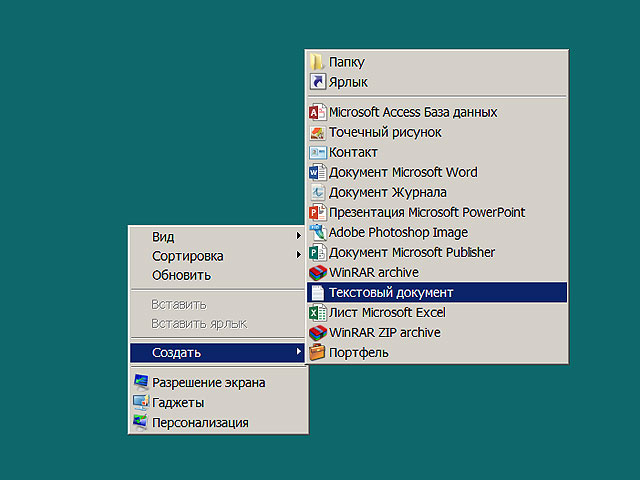 Вид
Сортировка
Обновить
Вставить
Вставить ярлык
Создать
Разрешение экрана
Гаджеты
Персонализация
Папку
Ярлык
Microsoft Access База данных
Точечный рисунок
Контакт
Документ Microsoft Word
Документ Журнала
Презентация Microsoft PowerPoint
Adobe Photoshop Image
Документ Microsoft Publisher
WinRAR archive
Текстовый документ
Лист Microsoft Excel
WinRAR ZIP archive
Портфель